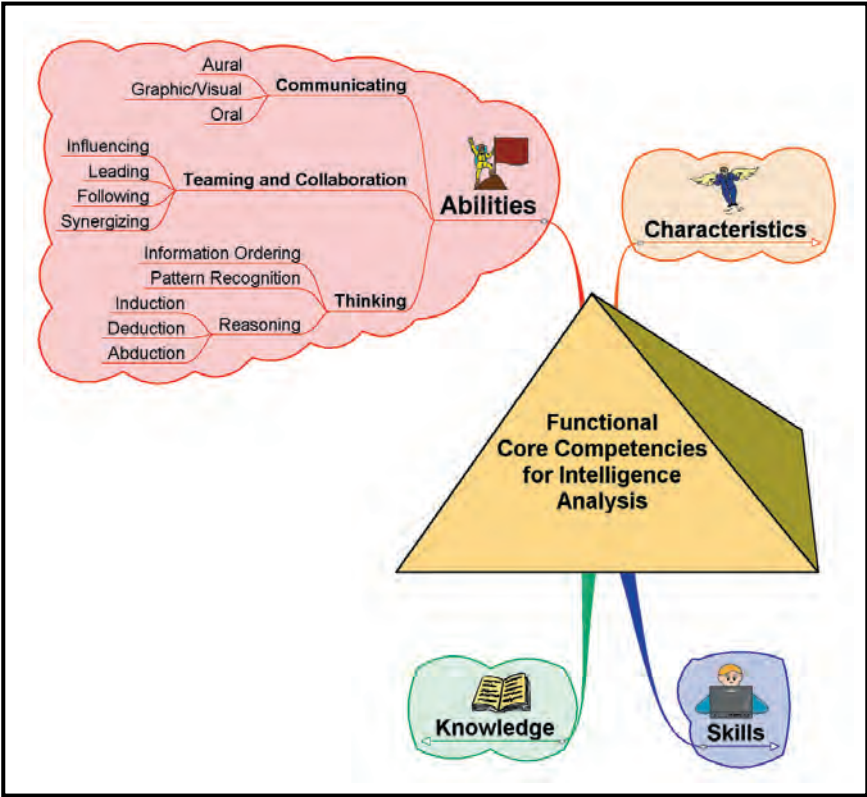 Aural
Graphic/Visual
Oral
Communicating
Influencing
Leading
Following
Synergizing
Teaming and Collaboration
Information Ordering
Pattern Recognition
Induction
Deduction
Abduction
Reasoning
Thinking
Abilities
Characteristics
Functional
Core Competencies
for Intelligence
Analysis
Knowledge
Skills